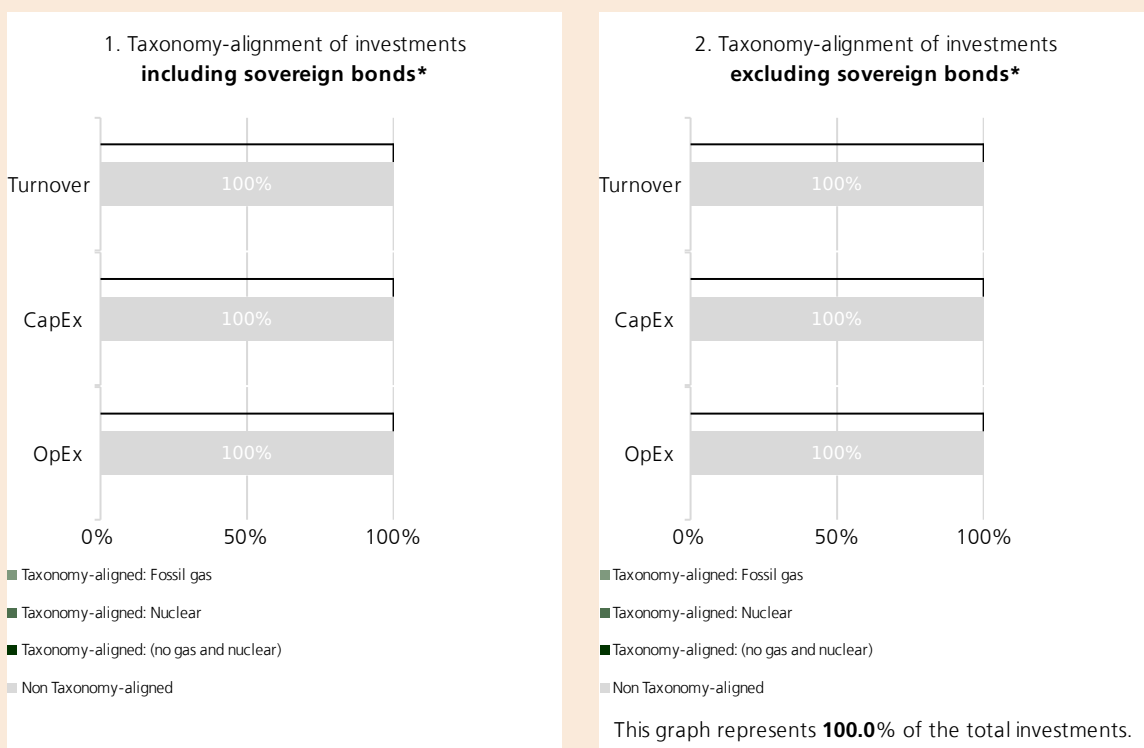 1. Taxonomy-alignment of investments
including sovereign bonds*
Turnover
100%
CapEx
100%
OpEx
100%
0% 50% 100%
Taxonomy-aligned: Fossil gas
Taxonomy-aligned: Nuclear
Taxonomy-aligned: (no gas and nuclear)
Non Taxonomy-aligned
2. Taxonomy-alignment of investments
excluding sovereign bonds*
Turnover
100%
CapEx
100%
OpEx
100%
0% 50% 100%
Taxonomy-aligned: Fossil gas
Taxonomy-aligned: Nuclear
Taxonomy-aligned: (no gas and nuclear)
Non Taxonomy-aligned
This graph represents 100.0% of the total investments.